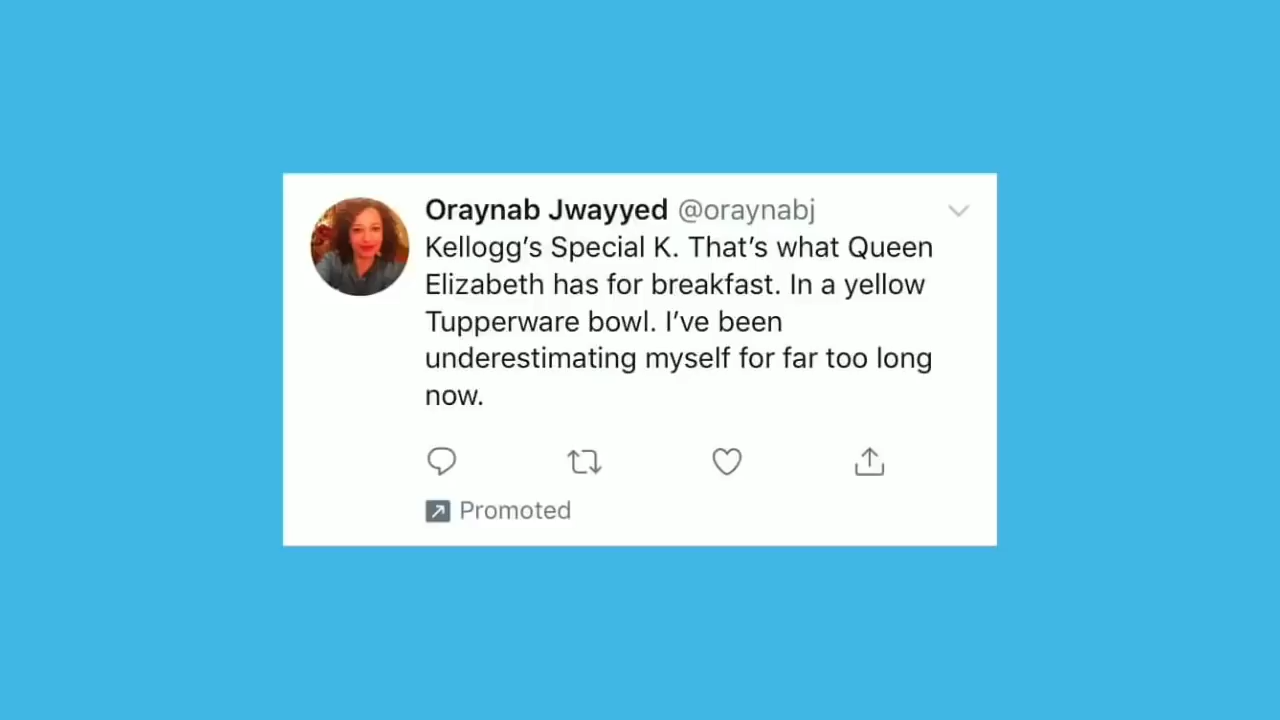 Oraynab Jwayyed @oraynabj
Kellogg’s Special K. That’s what Queen
Elizabeth has for breakfast. In a yellow
Tupperware bowl. I’ve been
underestimating myself for far too long
now.
Promoted